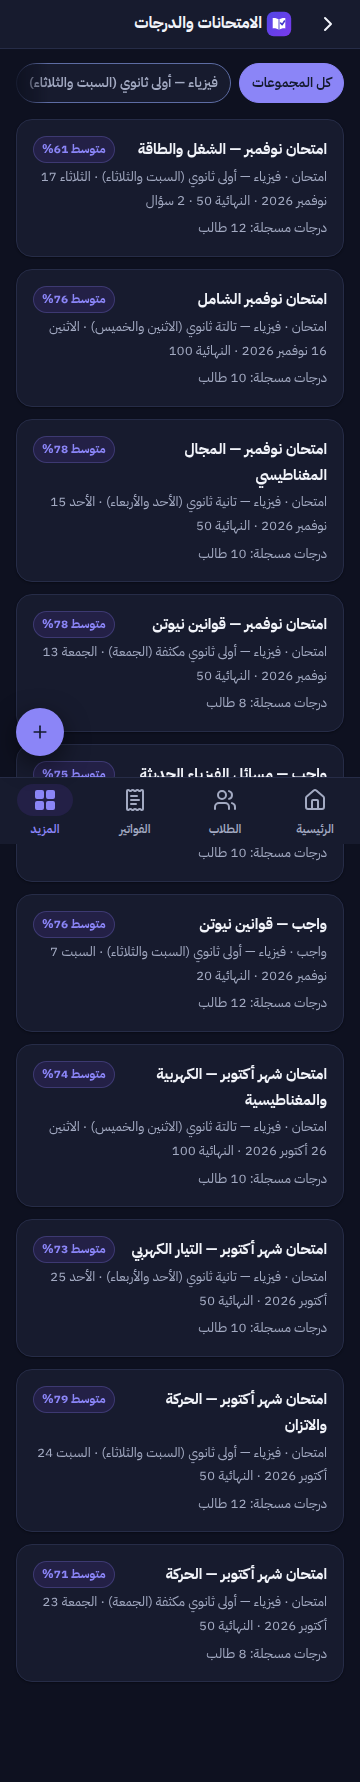 الامتحانات والدرجات
كل المجموعات
فيزياء — أولى ثانوي (السبت والثلاثاء)
امتحان نوفمبر — الشغل والطاقة
متوسط 61%
امتحان · فيزياء — أولى ثانوي (السبت والثلاثاء) · الثلاثاء 17
نوفمبر 2026 · النهائية 50 · 2 سؤال
درجات مسجلة: 12 طالب
امتحان نوفمبر الشامل
متوسط 76%
امتحان · فيزياء — تالتة ثانوي (الاثنين والخميس) · الاثنين
16 نوفمبر 2026 · النهائية 100
درجات مسجلة: 10 طالب
امتحان نوفمبر — المجال
المغناطيسي
متوسط 78%
امتحان · فيزياء — تانية ثانوي (الأحد والأربعاء) · الأحد 15
نوفمبر 2026 · النهائية 50
درجات مسجلة: 10 طالب
امتحان نوفمبر — قوانين نيوتن
متوسط 78%
امتحان · فيزياء — أولى ثانوي مكثفة (الجمعة) · الجمعة 13
نوفمبر 2026 · النهائية 50
درجات مسجلة: 8 طالب
واجب — مسائل الفيزياء الحديثة
متوسط 75%
الرئيسية
الطلاب
الفواتير
المزيد
درجات مسجلة: 10 طالب
واجب — قوانين نيوتن
متوسط 76%
واجب · فيزياء — أولى ثانوي (السبت والثلاثاء) · السبت 7
نوفمبر 2026 · النهائية 20
درجات مسجلة: 12 طالب
امتحان شهر أكتوبر — الكهربية
والمغناطيسية
متوسط 74%
امتحان · فيزياء — تالتة ثانوي (الاثنين والخميس) · الاثنين
26 أكتوبر 2026 · النهائية 100
درجات مسجلة: 10 طالب
امتحان شهر أكتوبر — التيار الكهربي
متوسط 73%
امتحان · فيزياء — تانية ثانوي (الأحد والأربعاء) · الأحد 25
أكتوبر 2026 · النهائية 50
درجات مسجلة: 10 طالب
امتحان شهر أكتوبر — الحركة
والاتزان
متوسط 79%
امتحان · فيزياء — أولى ثانوي (السبت والثلاثاء) · السبت 24
أكتوبر 2026 · النهائية 50
درجات مسجلة: 12 طالب
امتحان شهر أكتوبر — الحركة
متوسط 71%
امتحان · فيزياء — أولى ثانوي مكثفة (الجمعة) · الجمعة 23
أكتوبر 2026 · النهائية 50
درجات مسجلة: 8 طالب